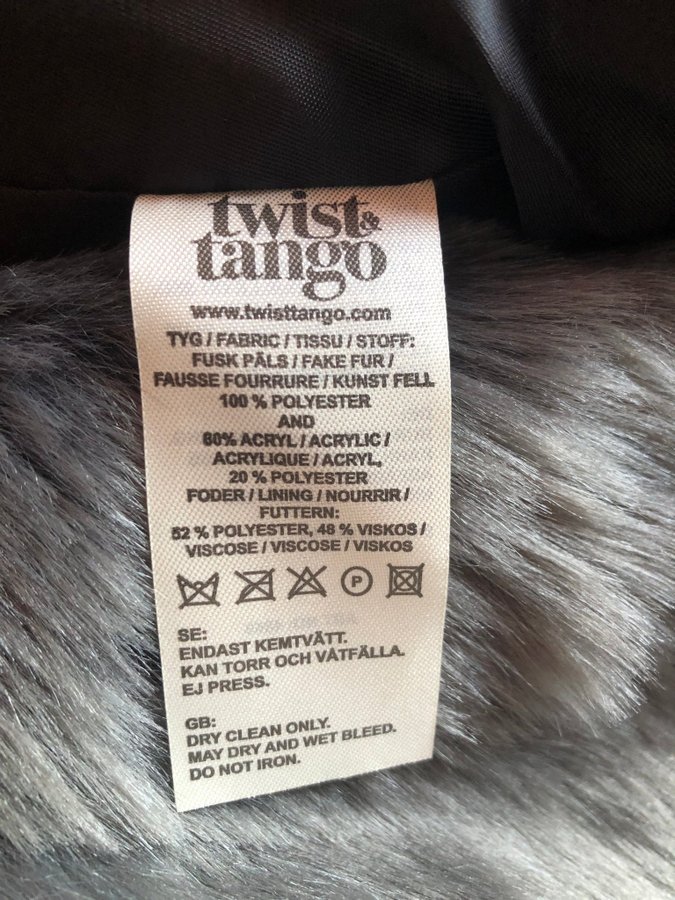 twist&
tango
www.twisttango.com
TYG / FABRIC / TISSU / STOFF:
FUSK PÄLS / FAKE FUR /
FAUSSE FOURRURE / KUNST FELL
100 % POLYESTER
AND
80% ACRYL / ACRYLIC /
ACRYLIQUE / ACRYL,
20 % POLYESTER
FODER / LINING / NOURRIR /
FUTTERN:
52 % POLYESTER, 48 % VISKOS /
VISCOSE / VISCOSE / VISKOS
P
SE:
ENDAST KEMTVÄTT.
KAN TORR OCH VÅTFÄLLA.
EJ PRESS.
GB:
DRY CLEAN ONLY.
MAY DRY AND WET BLEED.
DO NOT IRON.